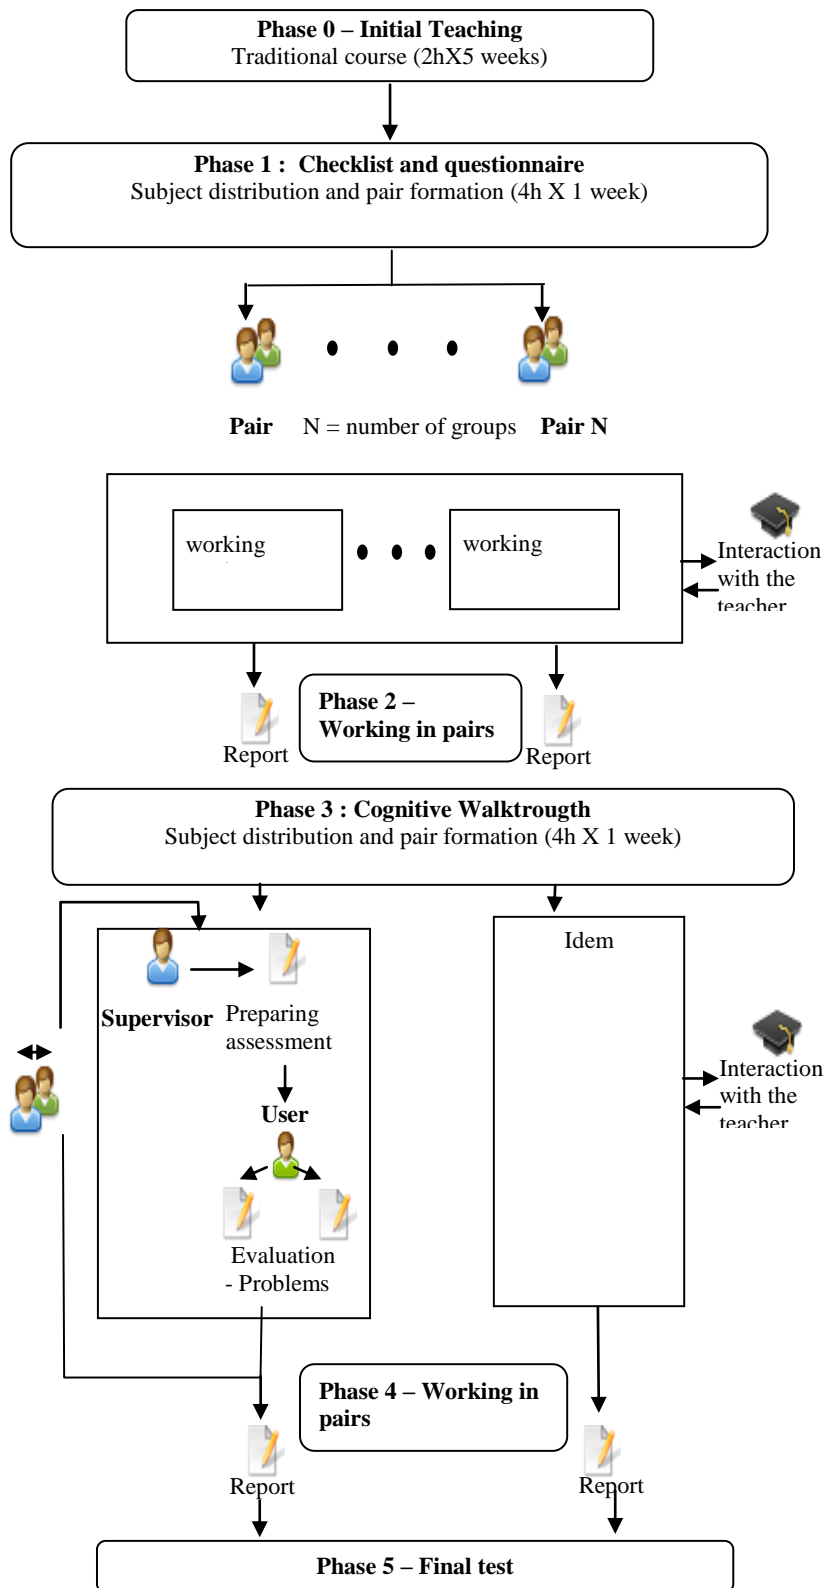 Phase 0 – Initial Teaching
Traditional course (2hX5 weeks)
Phase 1 :  Checklist and questionnaire
Subject distribution and pair formation (4h X 1 week)
Pair N = number of groups Pair N
working
working
Interaction
with the
teacher
Phase 2 –
Working in pairs
Report
Report
Phase 3 : Cognitive Walktrougth
Subject distribution and pair formation (4h X 1 week)
Idem
Supervisor
Preparing
assessment
User
Evaluation
- Problems
Interaction
with the
teacher
Phase 4 – Working in
pairs
Report
Report
Phase 5 – Final test